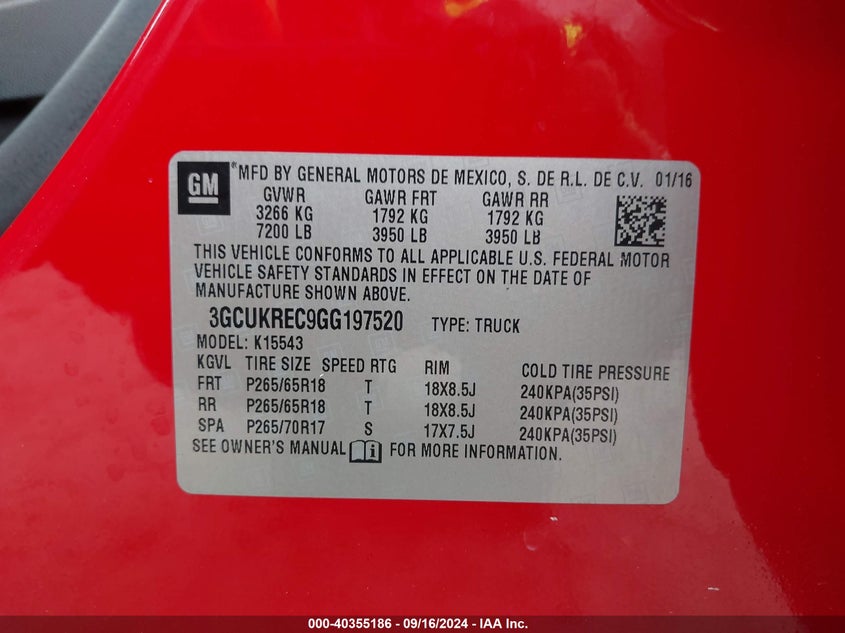 GM
®MFD BY GENERAL MOTORS DE MEXICO, S. DE R.L. DE C.V. 01/16
GVWR GAWR FRT GAWR RR
3266 KG 1792 KG 1792 KG
7200 LB 3950 LB 3950 LB
THIS VEHICLE CONFORMS TO ALL APPLICABLE U.S. FEDERAL MOTOR
VEHICLE SAFETY STANDARDS IN EFFECT ON THE DATE OF
MANUFACTURE SHOWN ABOVE.
3GCUKREC9GG197520 TYPE: TRUCK
MODEL: K15543
KGVL TIRE SIZE SPEED RTG RIM COLD TIRE PRESSURE
FRT P265/65R18 T 18X8.5J 240KPA(35PSI)
RR P265/65R18 T 18X8.5J 240KPA(35PSI)
SPA P265/70R17 S 17X7.5J 240KPA(35PSI)
SEE OWNER'S MANUAL i FOR MORE INFORMATION.
000-40355186 - 09/16/2024 - IAA Inc.